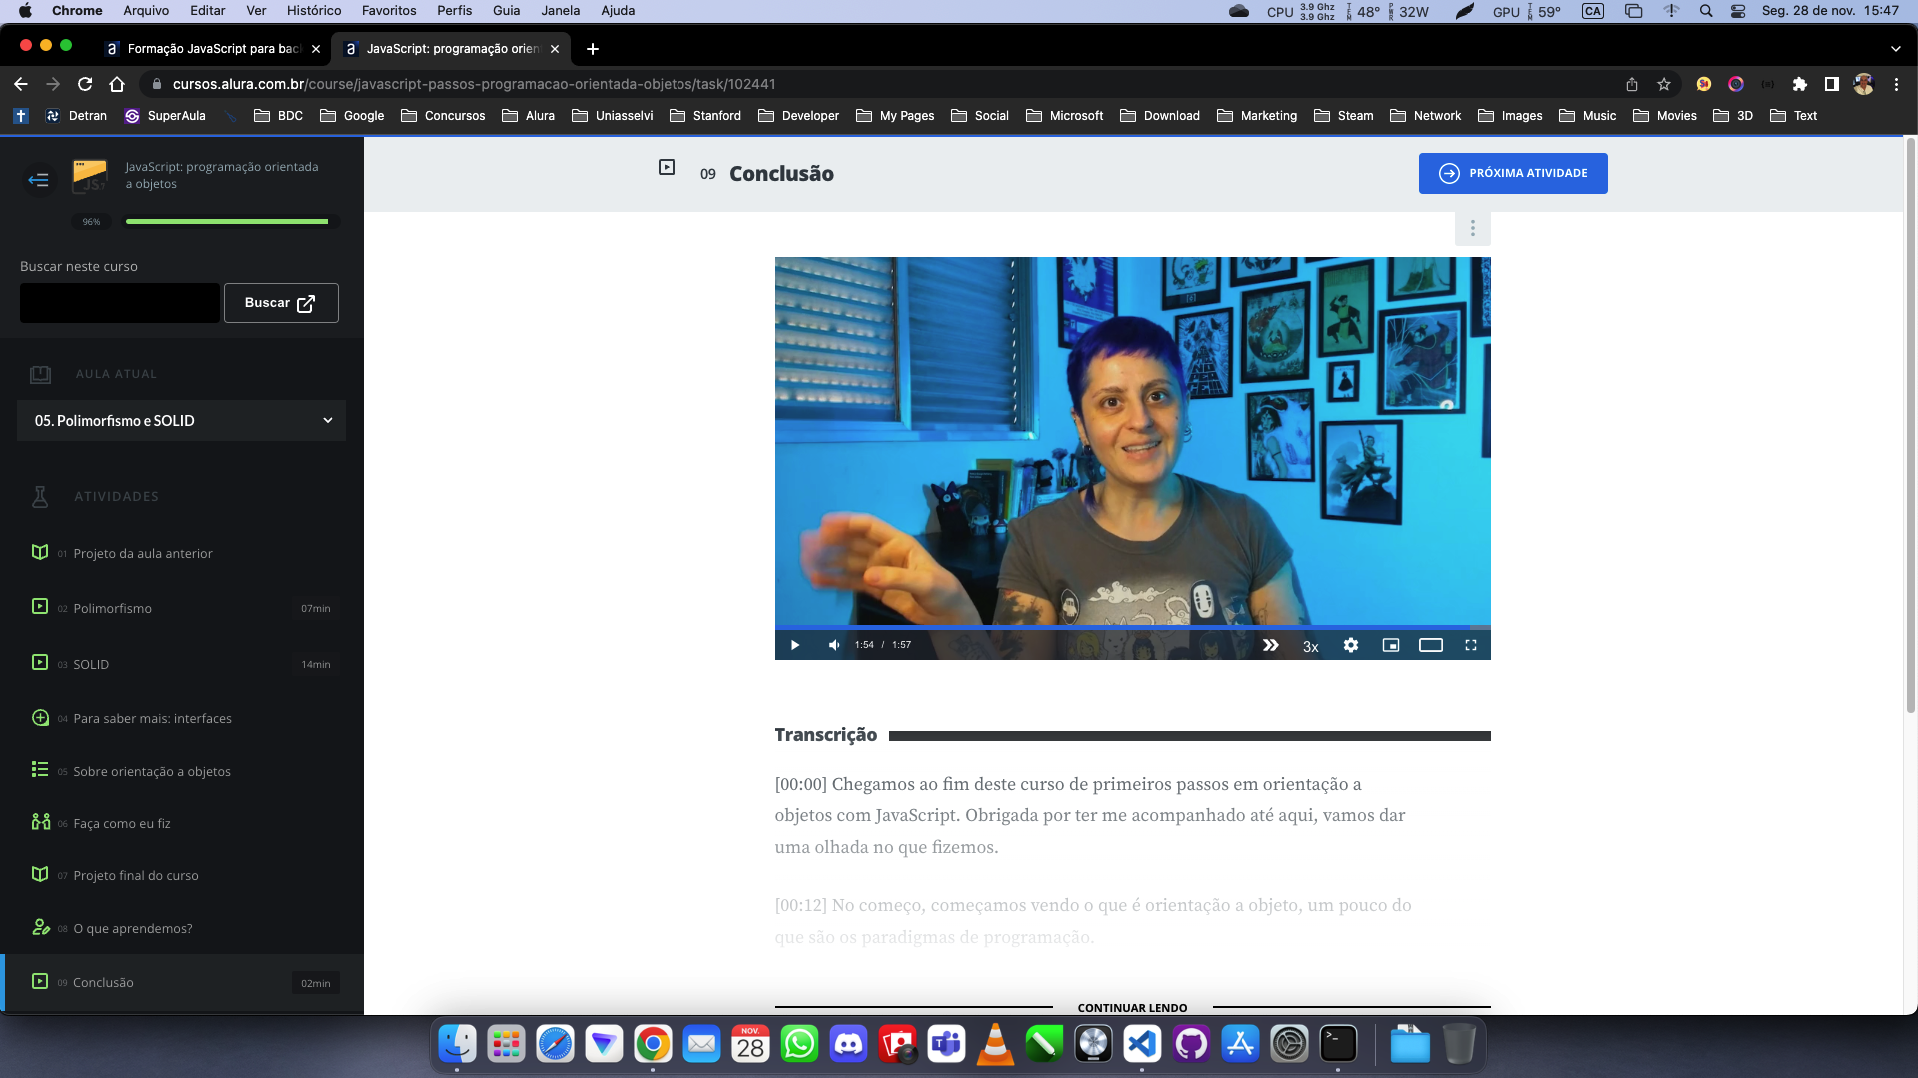 Chrome Arquivo Editar Ver Histórico Favoritos Perfis Guia Janela Ajuda
CPU 3.9 Ghz 3.9 Ghz 48° 32W GPU 59° CA Seg. 28 de nov. 15:47
Formação JavaScript para bac
JavaScript: programação orien
cursos.alura.com.br/course/javascript-passos-programacao-orientada-objetos/task/102441
Detran SuperAula BDC Google Concursos Alura Uniasselvi Stanford Developer My Pages Social Microsoft Download Marketing Steam Network Images Music Movies 3D Text
JavaScript: programação orientada
a objetos
96%
Buscar neste curso
Buscar
AULA ATUAL
05. Polimorfismo e SOLID
ATIVIDADES
01 Projeto da aula anterior
02 Polimorfismo 07min
03 SOLID 14min
04 Para saber mais: interfaces
05 Sobre orientação a objetos
06 Faça como eu fiz
07 Projeto final do curso
08 O que aprendemos?
09 Conclusão 02min
09 Conclusão
PRÓXIMA ATIVIDADE
1:54 / 1:57
3x
Transcrição
[00:00] Chegamos ao fim deste curso de primeiros passos em orientação a
objetos com JavaScript. Obrigada por ter me acompanhado até aqui, vamos dar
uma olhada no que fizemos.
[00:12] No começo, começamos vendo o que é orientação a objeto, um pouco do
que são os paradigmas de programação.
CONTINUAR LENDO
NOV.
28